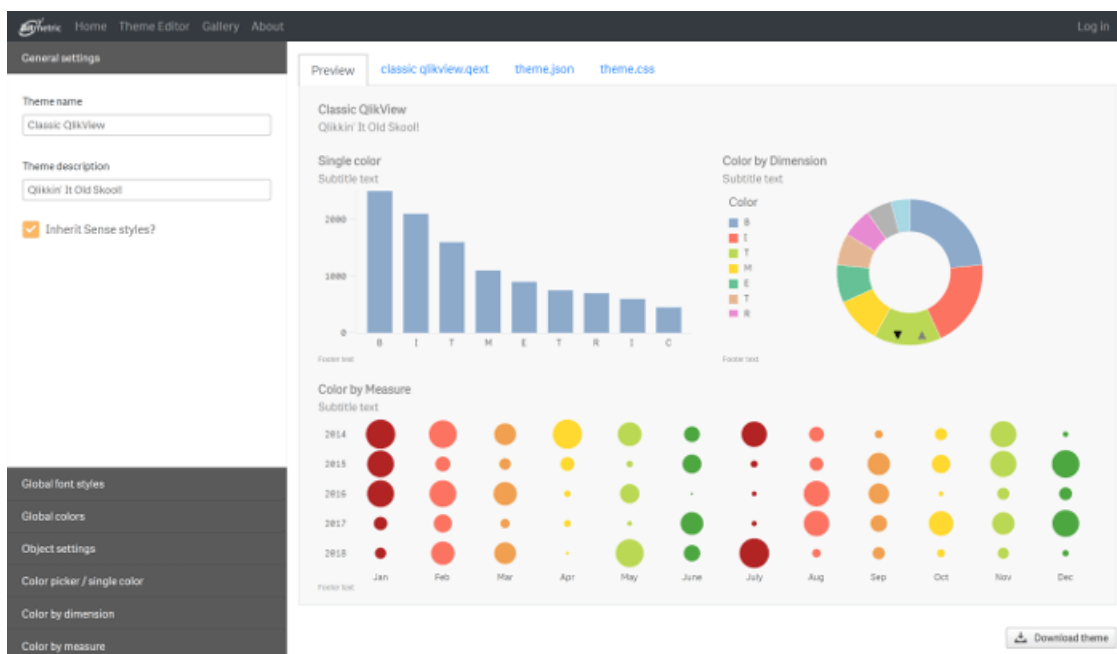 Bitmetric Home Theme Editor Gallery About Log in
General settings
Theme name
Classic QlikView
Theme description
Qlikkin' It Old Skool!
Inherit Sense styles?
Global font styles
Global colors
Object settings
Color picker / single color
Color by dimension
Color by measure
Preview classic qlikview.qext theme.json theme.css
Classic QlikView
Qlikkin' It Old Skool!
Single color
Subtitle text
2000
1000
0
B I T M E T R I C
Footer text
Color by Dimension
Subtitle text
Color
B
I
T
M
E
T
R
Footer text
Color by Measure
Subtitle text
2014
2015
2016
2017
2018
Jan Feb Mar Apr May June July Aug Sep Oct Nov Dec
Footer text
Download theme